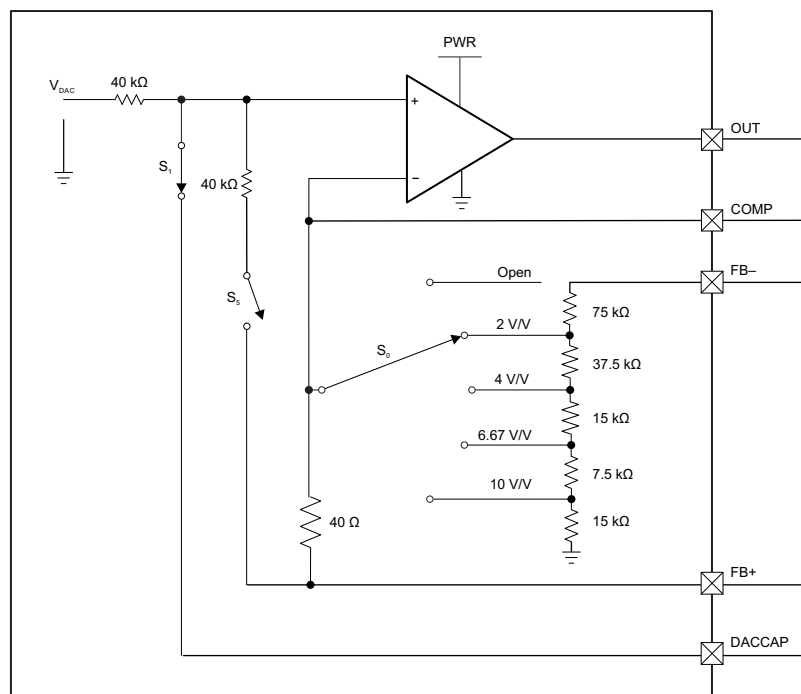 PWR
40 kΩ
V_DAC
+
OUT
S₁
40 kΩ
−
COMP
Open
FB–
S₅
75 kΩ
2 V/V
S₀
37.5 kΩ
4 V/V
15 kΩ
6.67 V/V
7.5 kΩ
10 V/V
40 Ω
15 kΩ
FB+
DACCAP